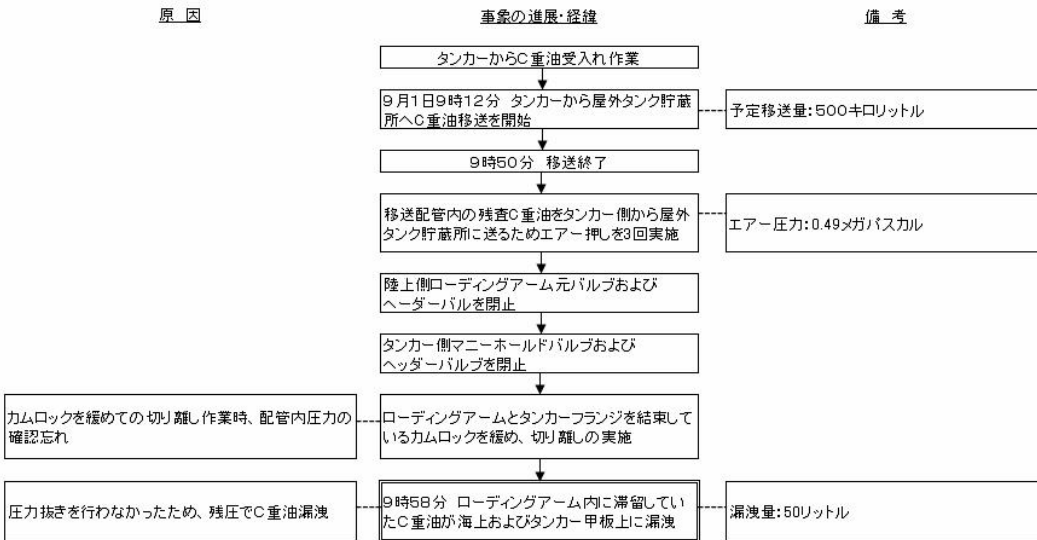 原 因
事象の進展・経緯
備 考
タンカーからC重油受入れ作業
9月1日9時12分 タンカーから屋外タンク貯蔵
所へC重油移送を開始
予定移送量:500キロリットル
9時50分 移送終了
移送配管内の残査C重油をタンカー側から屋外
タンク貯蔵所に送るためエアー押しを3回実施
エアー圧力:0.49メガパスカル
陸上側ローディングアーム元バルブおよび
ヘーダーバルを閉止
タンカー側マニーホールドバルブおよび
ヘッダーバルブを閉止
カムロックを緩めての切り離し作業時、配管内圧力の
確認忘れ
ローディングアームとタンカーフランジを結束して
いるカムロックを緩め、切り離しの実施
圧力抜きを行わなかったため、残圧でC重油漏洩
9時58分 ローディングアーム内に滞留してい
たC重油が海上およびタンカー甲板上に漏洩
漏洩量:50リットル